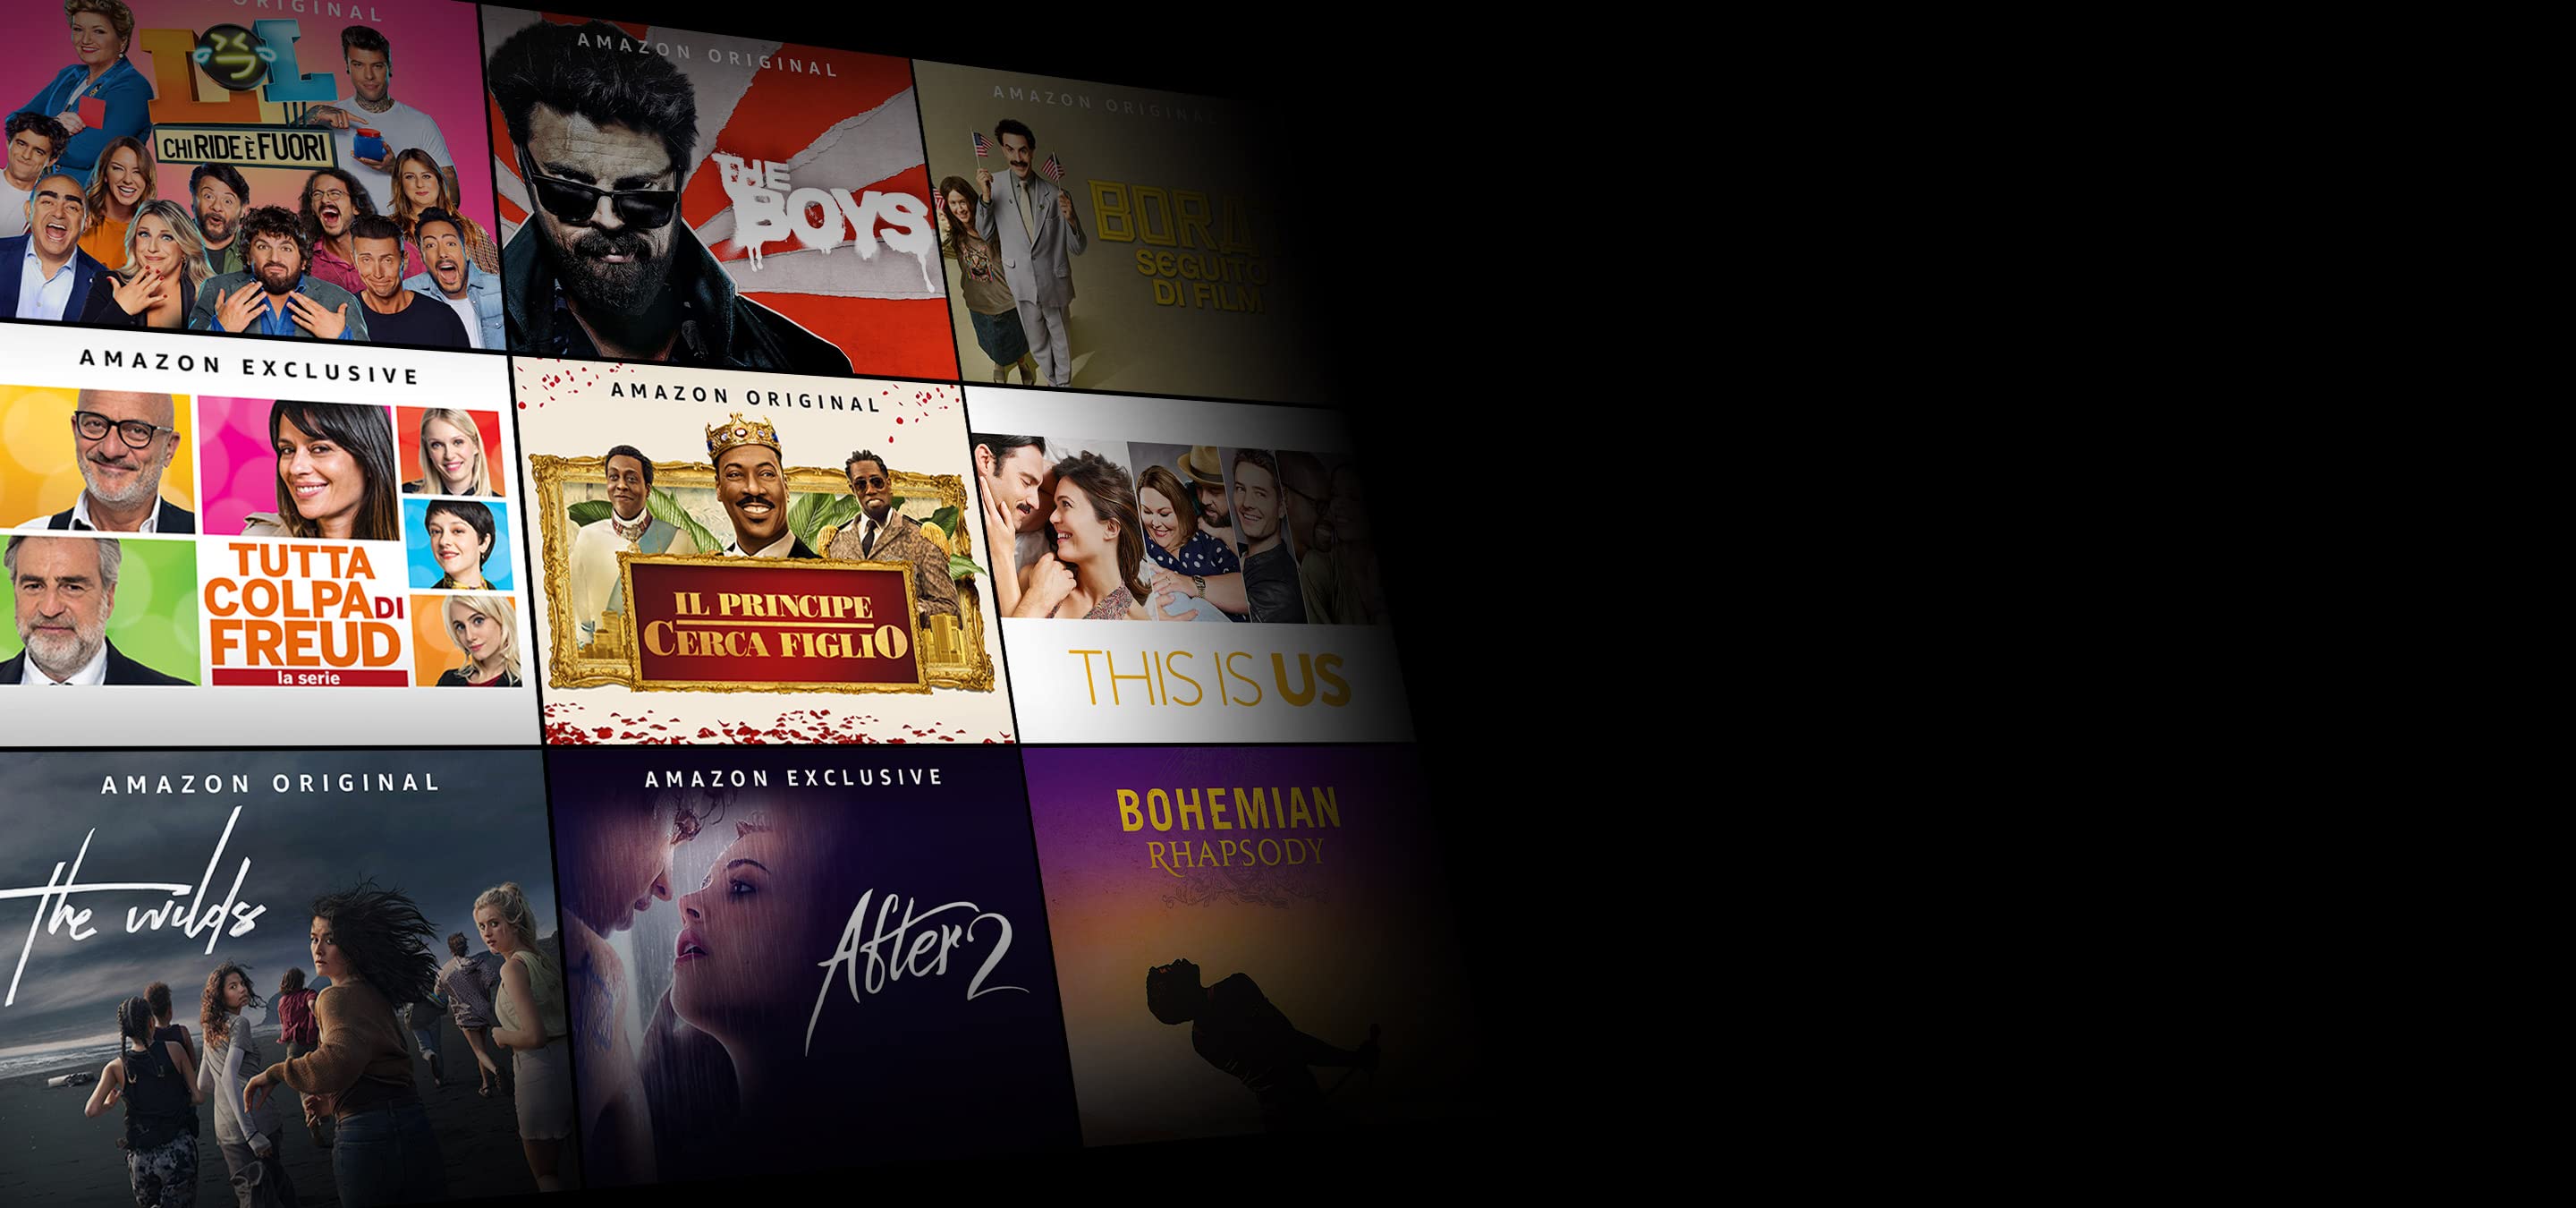 ORIGINAL
LOL
CHI RIDE È FUORI
AMAZON ORIGINAL
THE
BOYS
AMAZON ORIGINAL
SEGUITO
DI FILM
AMAZON EXCLUSIVE
TUTTA
COLPA DI
FREUD
la serie
AMAZON ORIGINAL
IL PRINCIPE
CERCA FIGLIO
THIS IS US
AMAZON ORIGINAL
the wilds
AMAZON EXCLUSIVE
After 2
BOHEMIAN
RHAPSODY